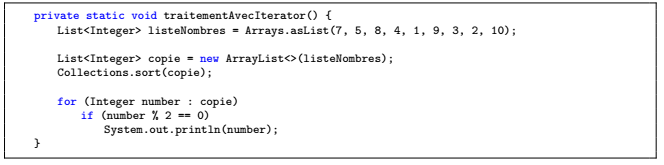 private static void traitementAvecIterator() {
List<Integer> listeNombres = Arrays.asList(7, 5, 8, 4, 1, 9, 3, 2, 10);
List<Integer> copie = new ArrayList<>(listeNombres);
Collections.sort(copie);
for (Integer number : copie)
if (number % 2 == 0)
System.out.println(number);
}